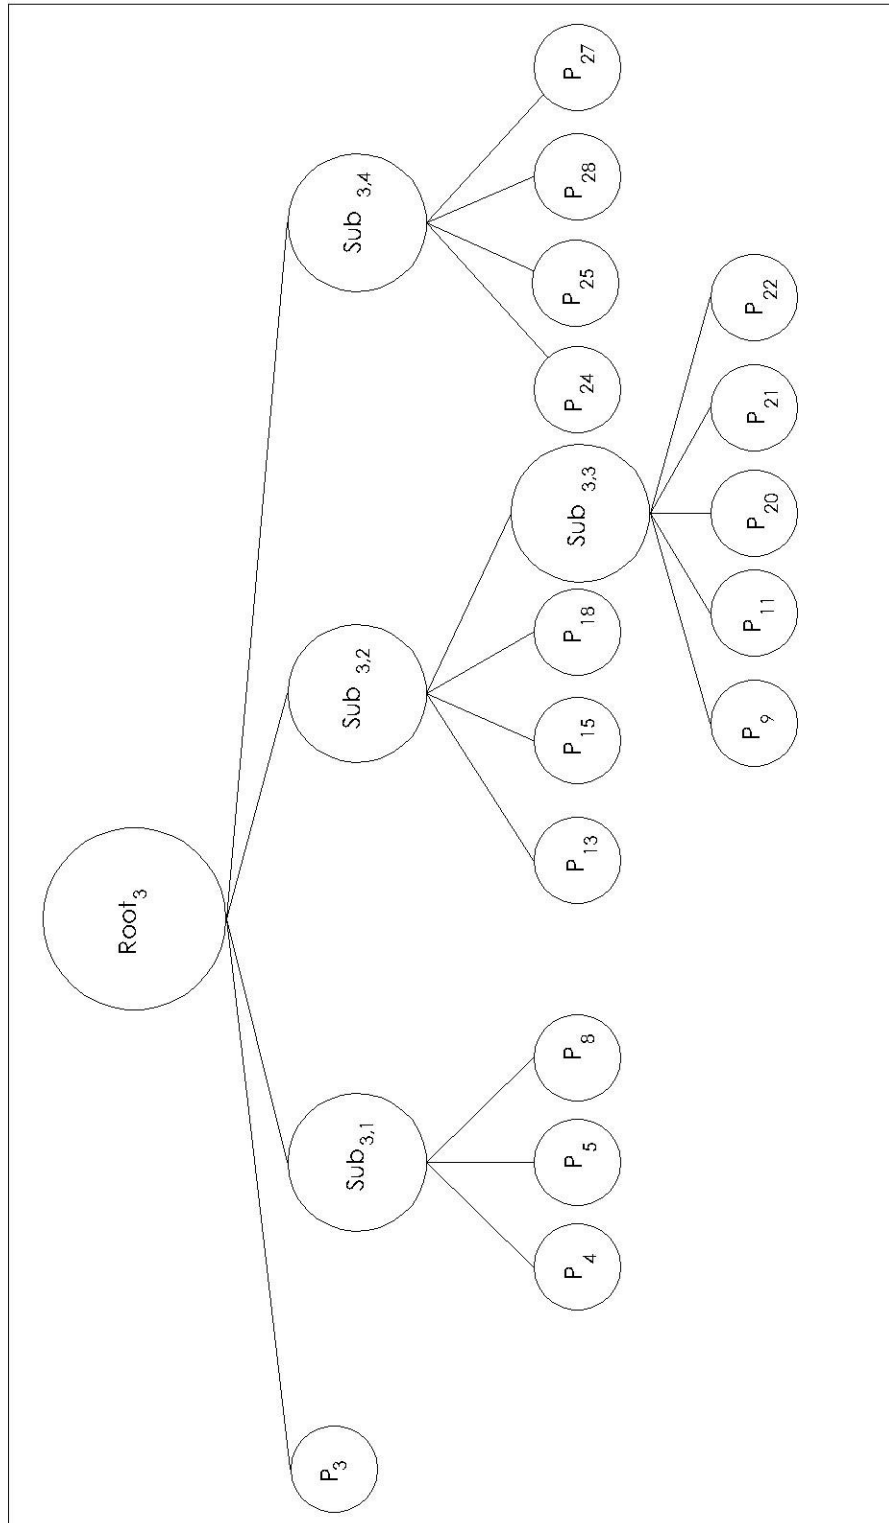 Root3
P3
Sub3,1
Sub 3,2
Sub 3,4
P4
P5
P8
P13
P15
P18
Sub 3,3
P24
P25
P28
P27
P9
P11
P20
P21
P22